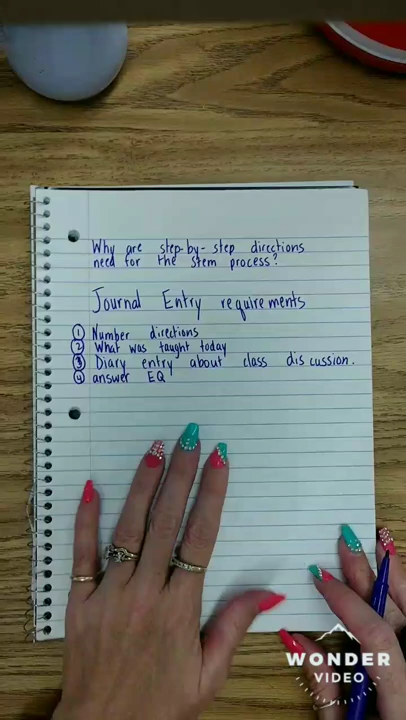 Why are step-by-step directions
need for the stem process?
Journal Entry requirements
① Number directions
② What was taught today
③ Diary entry about class discussion.
④ answer EQ
WONDER
VIDEO